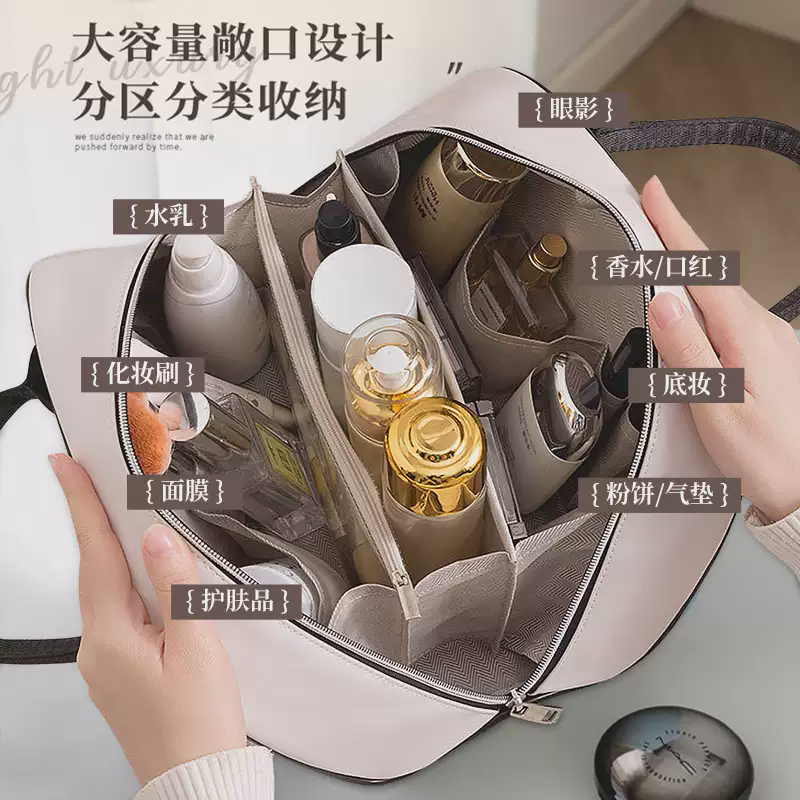 大容量敞口设计
分区分类收纳
we suddenly realize that we are
pushed forward by time.
{ 眼影 }
{ 水乳 }
{ 香水/口红 }
{ 化妆刷 }
{ 底妆 }
{ 面膜 }
{ 粉饼/气垫 }
{ 护肤品 }